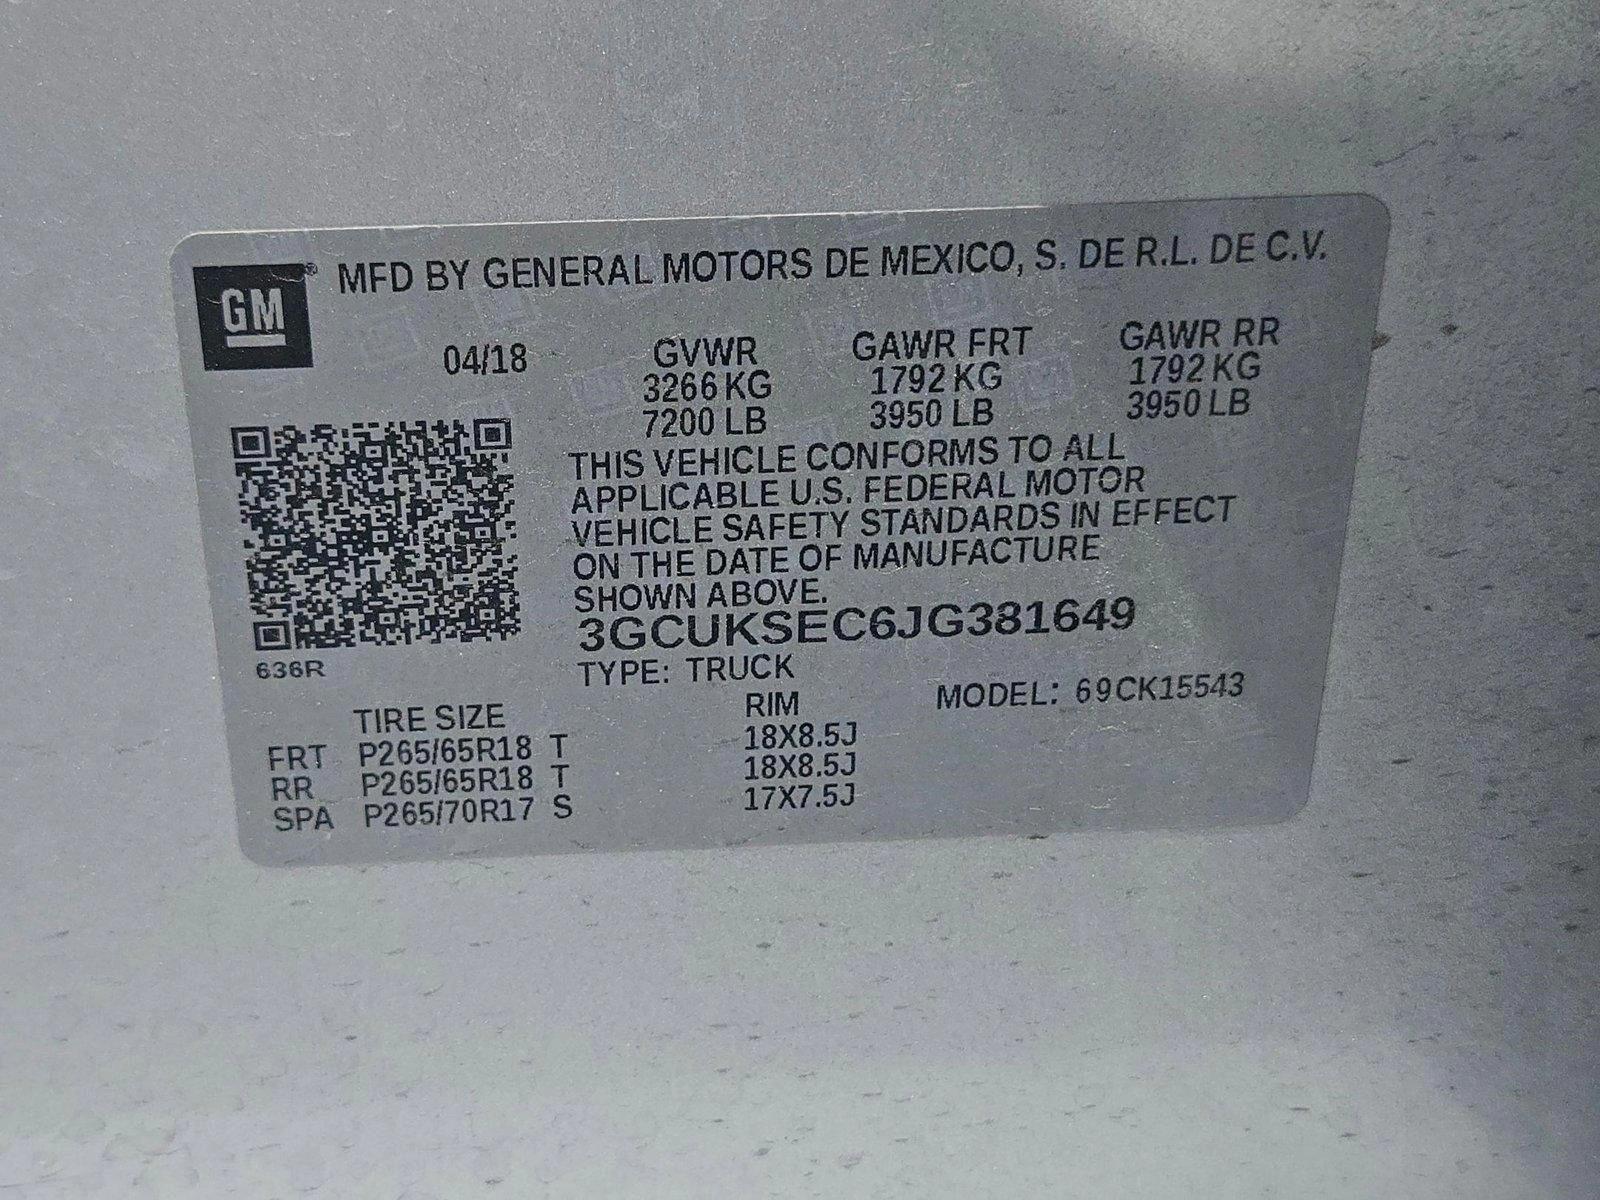 GM® MFD BY GENERAL MOTORS DE MEXICO, S. DE R.L. DE C.V.
04/18 GVWR GAWR FRT GAWR RR
3266 KG 1792 KG 1792 KG
7200 LB 3950 LB 3950 LB
THIS VEHICLE CONFORMS TO ALL
APPLICABLE U.S. FEDERAL MOTOR
VEHICLE SAFETY STANDARDS IN EFFECT
ON THE DATE OF MANUFACTURE
SHOWN ABOVE.
3GCUKSEC6JG381649
636R TYPE: TRUCK
TIRE SIZE RIM MODEL: 69CK15543
FRT P265/65R18 T 18X8.5J
RR P265/65R18 T 18X8.5J
SPA P265/70R17 S 17X7.5J